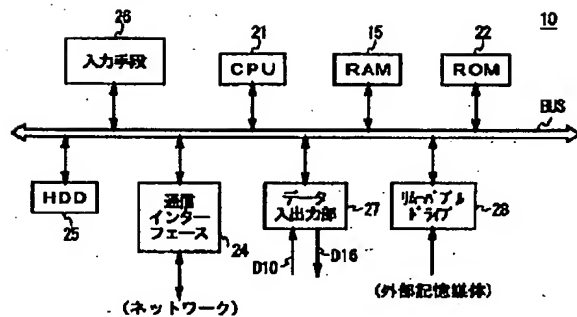 10
26
入力手段
21
CPU
15
RAM
22
ROM
BUS
HDD
25
通信
インター
フェース
24
データ
入出力部
27
リムーバブル
ドライブ
28
D10
D16
(ネットワーク)
(外部記憶媒体)